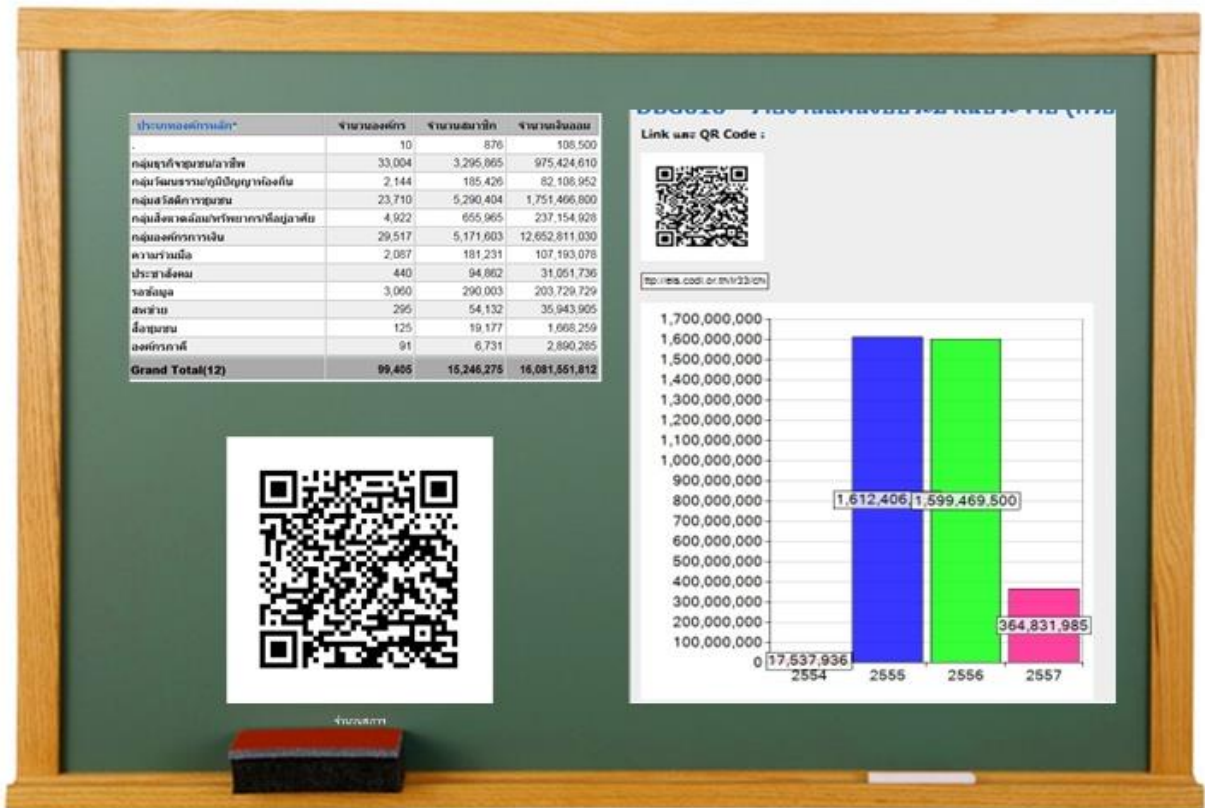 ประเภทองค์กรหลัก* จำนวนองค์กร จำนวนสมาชิก จำนวนเงินออม
. 10 876 108,500
กลุ่มธุรกิจชุมชน/อาชีพ 33,004 3,295,865 975,424,610
กลุ่มวัฒนธรรม/ภูมิปัญญาท้องถิ่น 2,144 185,426 82,108,952
กลุ่มสวัสดิการชุมชน 23,710 5,290,404 1,751,466,800
กลุ่มสิ่งแวดล้อม/ทรัพยากร/ที่อยู่อาศัย 4,922 655,965 237,154,928
กลุ่มองค์กรการเงิน 29,517 5,171,603 12,652,811,030
ความร่วมมือ 2,087 181,231 107,193,078
ประชาสังคม 440 94,862 31,051,736
รอข้อมูล 3,060 290,003 203,729,729
สหข่าย 295 54,132 35,943,905
สื่อชุมชน 125 19,177 1,668,259
องค์กรภาคี 91 6,731 2,890,285
Grand Total(12) 99,405 15,246,275 16,081,551,812
Link และ QR Code :
1,700,000,000
1,600,000,000
1,500,000,000
1,400,000,000
1,300,000,000
1,200,000,000
1,100,000,000
1,000,000,000
900,000,000
800,000,000 1,612,406, 1,599,469,500
700,000,000
600,000,000
500,000,000
400,000,000
300,000,000
200,000,000 364,831,985
100,000,000
0 17,537,936
2554 2555 2556 2557